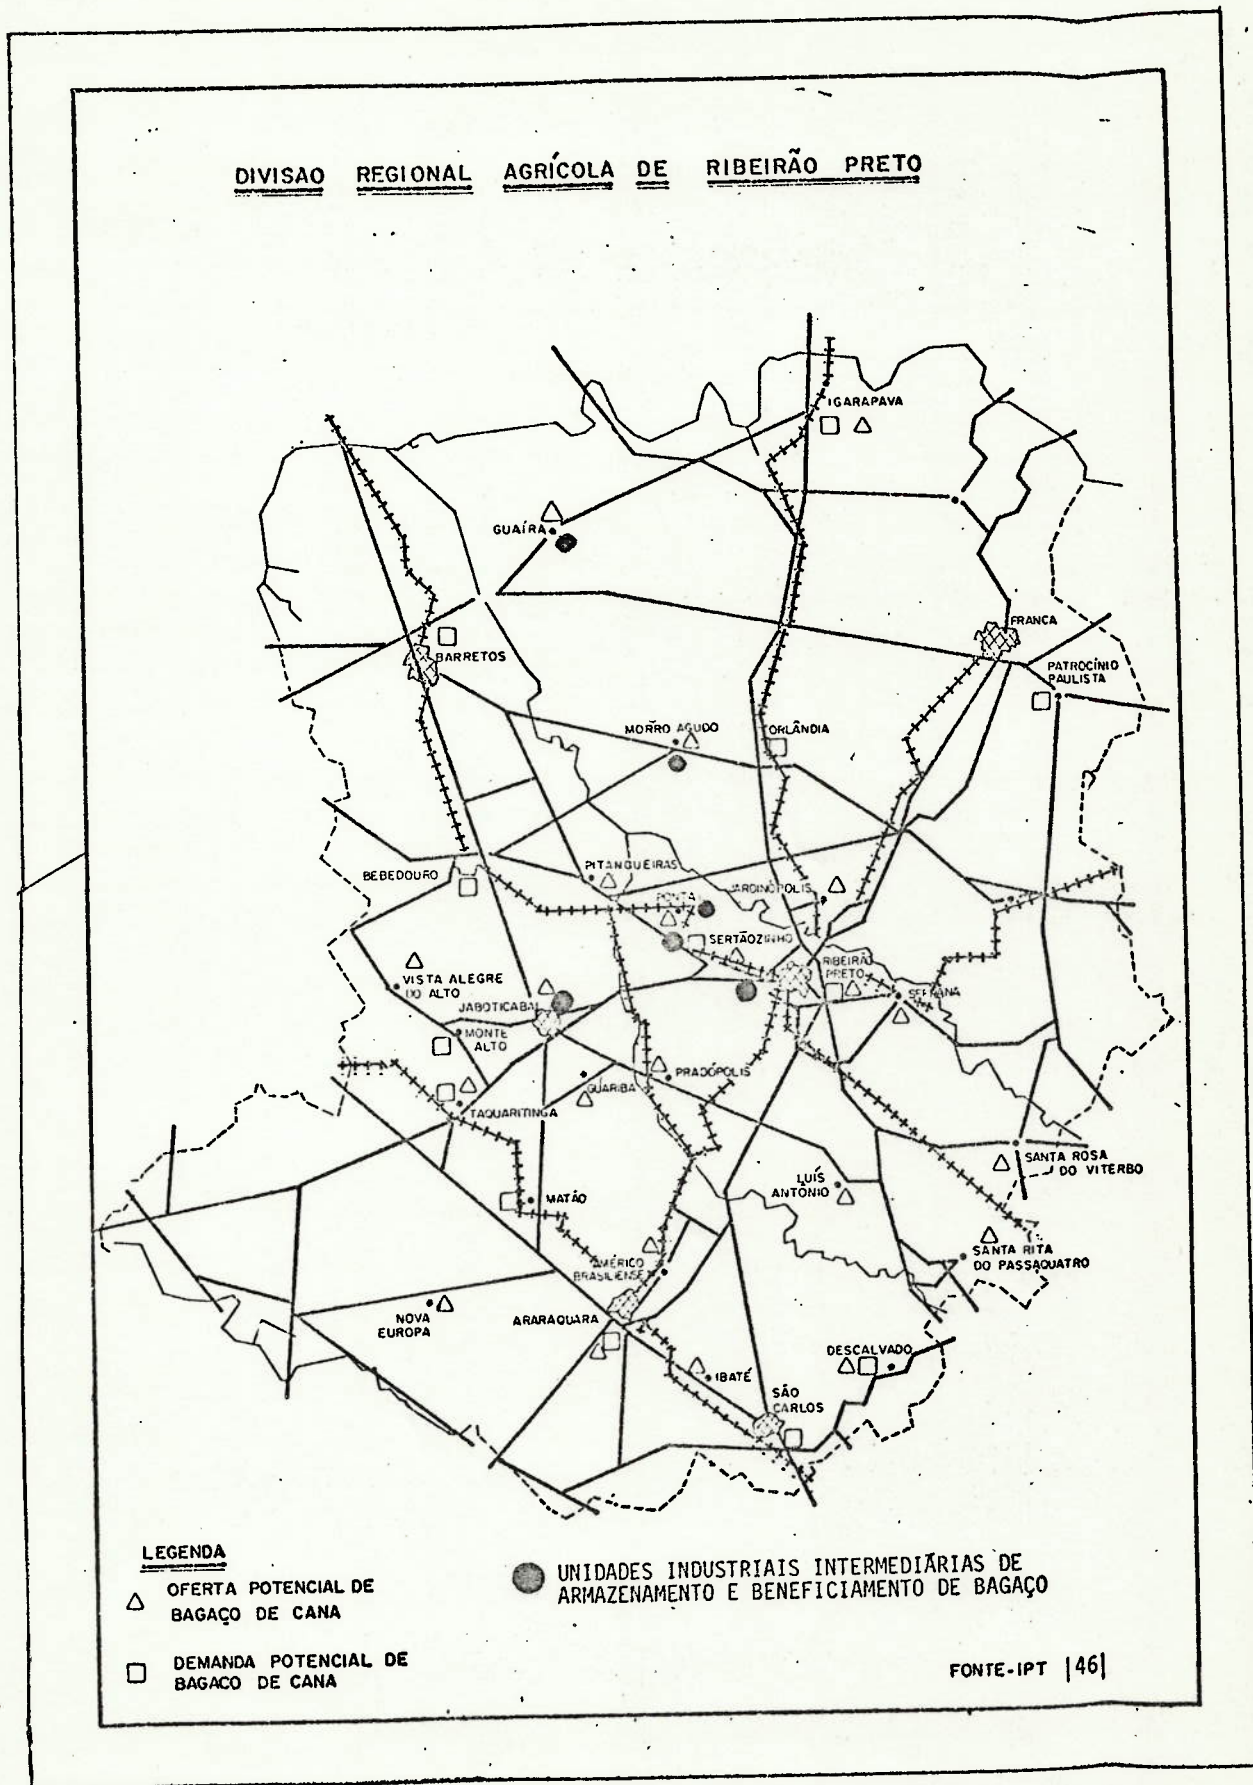 DIVISAO REGIONAL AGRÍCOLA DE RIBEIRÃO PRETO
IGARAPAVA
GUAÍRA
FRANCA
BARRETOS
PATROCÍNIO
PAULISTA
MORRO AGUDO
ORLÂNDIA
PITANGUEIRAS
BEBEDOURO
JARDINÓPOLIS
SERTÃOZINHO
RIBEIRÃO
PRETO
VISTA ALEGRE
DO ALTO
SERRANA
JABOTICABAL
MONTE
ALTO
PRADÓPOLIS
GUARIBA
TAQUARITINGA
SANTA ROSA
DO VITERBO
LUÍS
ANTÔNIO
MATÃO
SANTA RITA
DO PASSAQUATRO
AMÉRICO
BRASILIENSE
NOVA
EUROPA
ARARAQUARA
DESCALVADO
IBATÉ
SÃO
CARLOS
LEGENDA
OFERTA POTENCIAL DE
BAGAÇO DE CANA
DEMANDA POTENCIAL DE
BAGACO DE CANA
UNIDADES INDUSTRIAIS INTERMEDIÁRIAS DE
ARMAZENAMENTO E BENEFICIAMENTO DE BAGAÇO
FONTE-IPT |46|